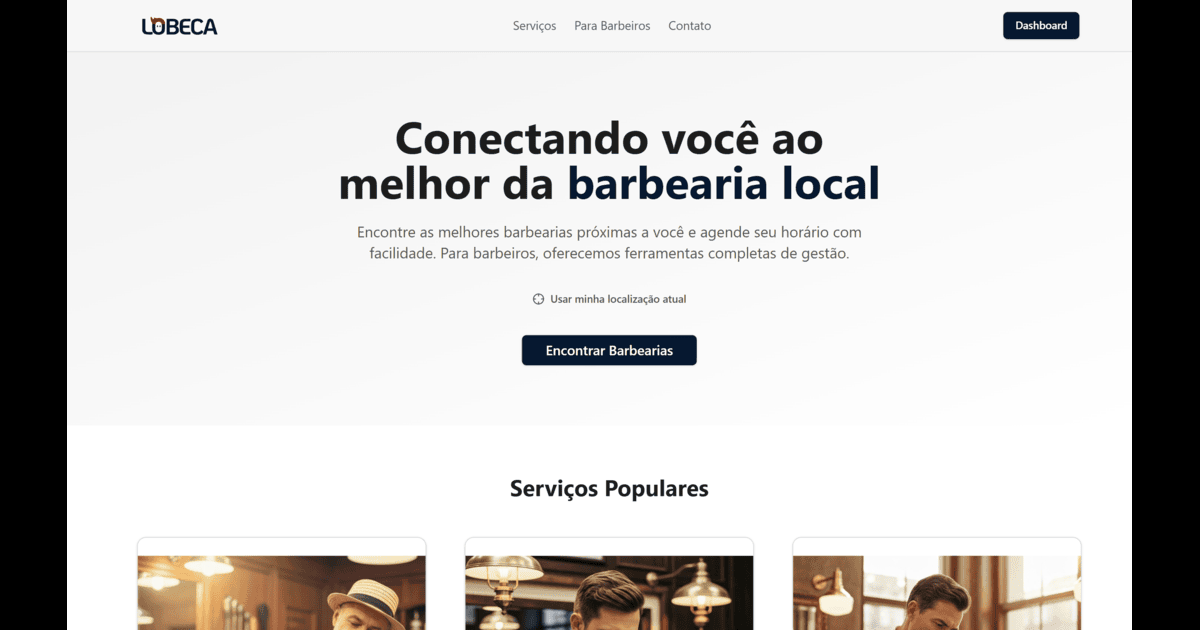 LOBECA
Serviços
Para Barbeiros
Contato
Dashboard
Conectando você ao
melhor da barbearia local
Encontre as melhores barbearias próximas a você e agende seu horário com
facilidade. Para barbeiros, oferecemos ferramentas completas de gestão.
Usar minha localização atual
Encontrar Barbearias
Serviços Populares